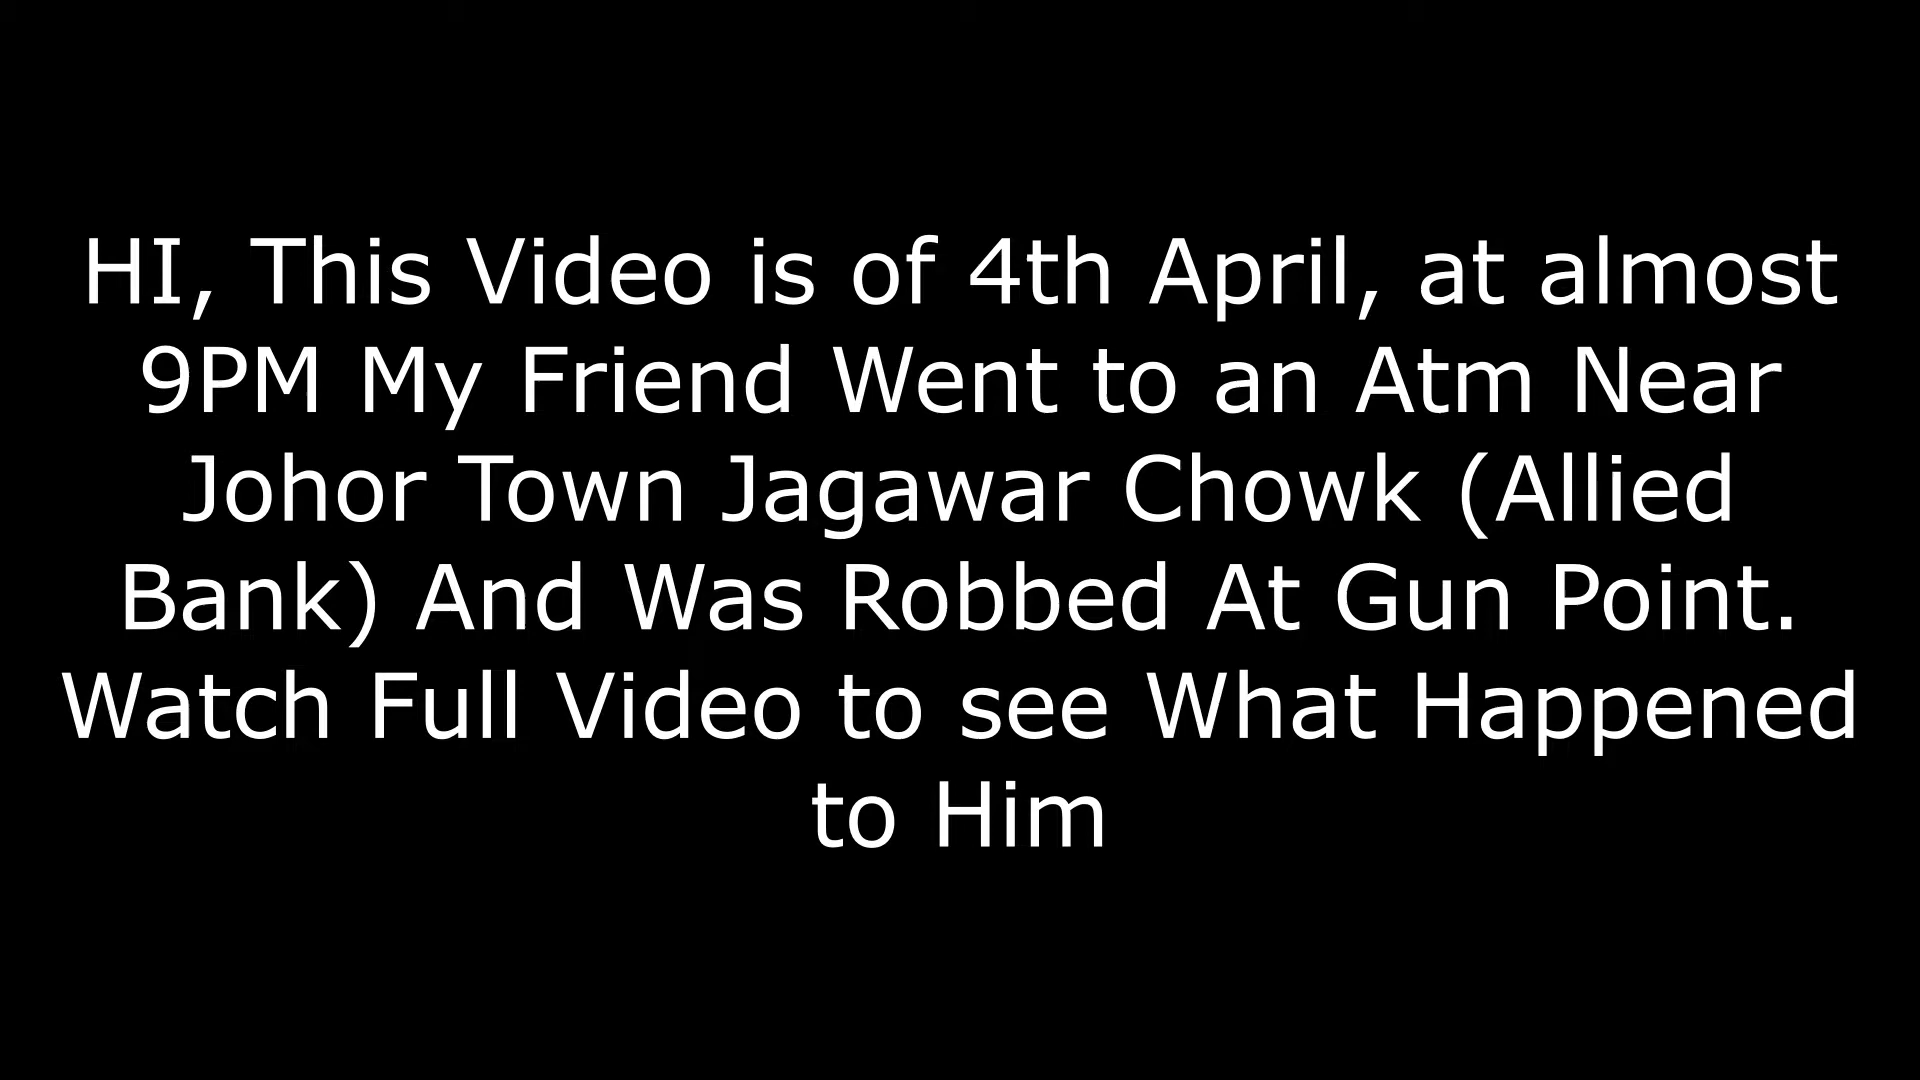 HI, This Video is of 4th April, at almost
9PM My Friend Went to an Atm Near
Johor Town Jagawar Chowk (Allied
Bank) And Was Robbed At Gun Point.
Watch Full Video to see What Happened
to Him